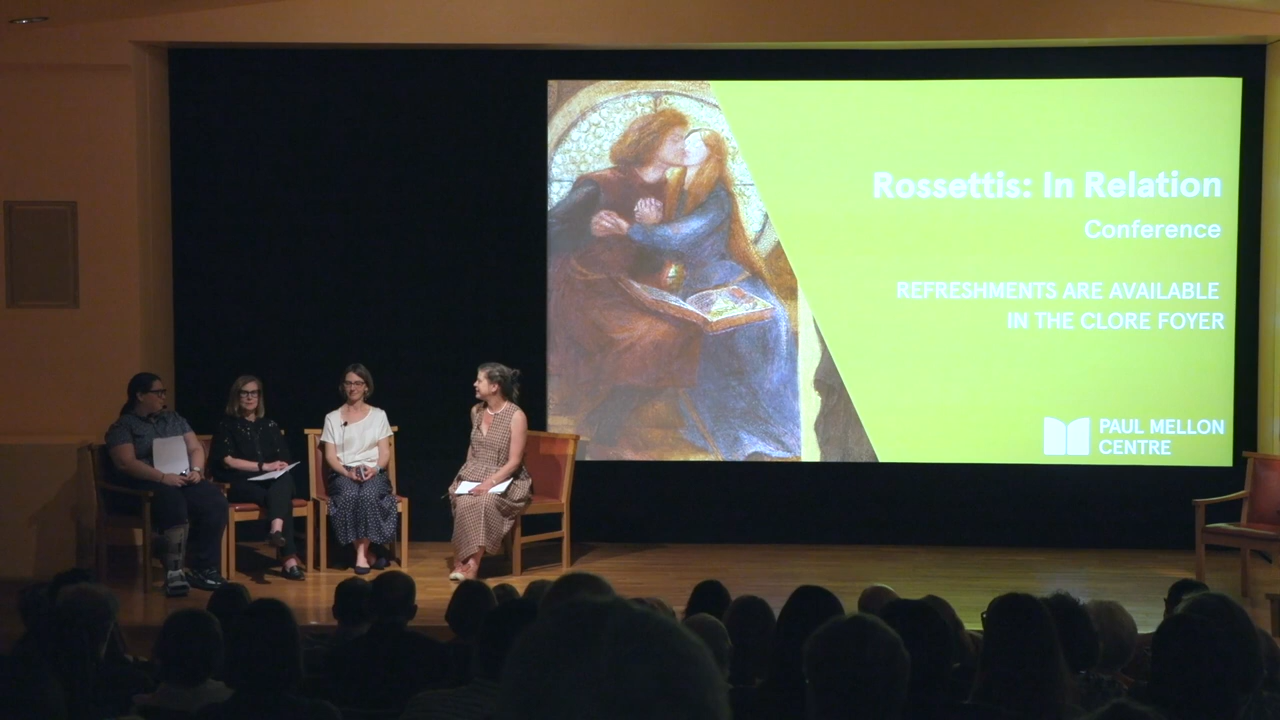 Rossettis: In Relation
Conference
REFRESHMENTS ARE AVAILABLE
IN THE CLORE FOYER
PAUL MELLON
CENTRE